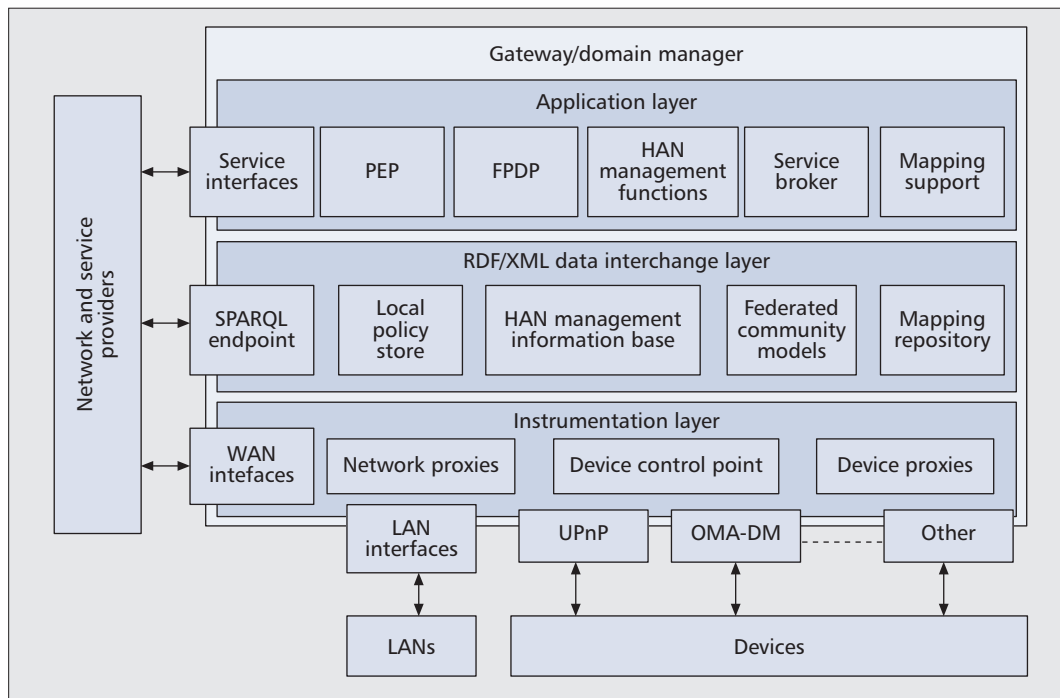 Gateway/domain manager
Application layer
Service
interfaces
PEP
FPDP
HAN
management
functions
Service
broker
Mapping
support
Network and service
providers
RDF/XML data interchange layer
SPARQL
endpoint
Local
policy
store
HAN management
information base
Federated
community
models
Mapping
repository
Instrumentation layer
WAN
intefaces
Network proxies
Device control point
Device proxies
LAN
interfaces
UPnP
OMA-DM
Other
LANs
Devices